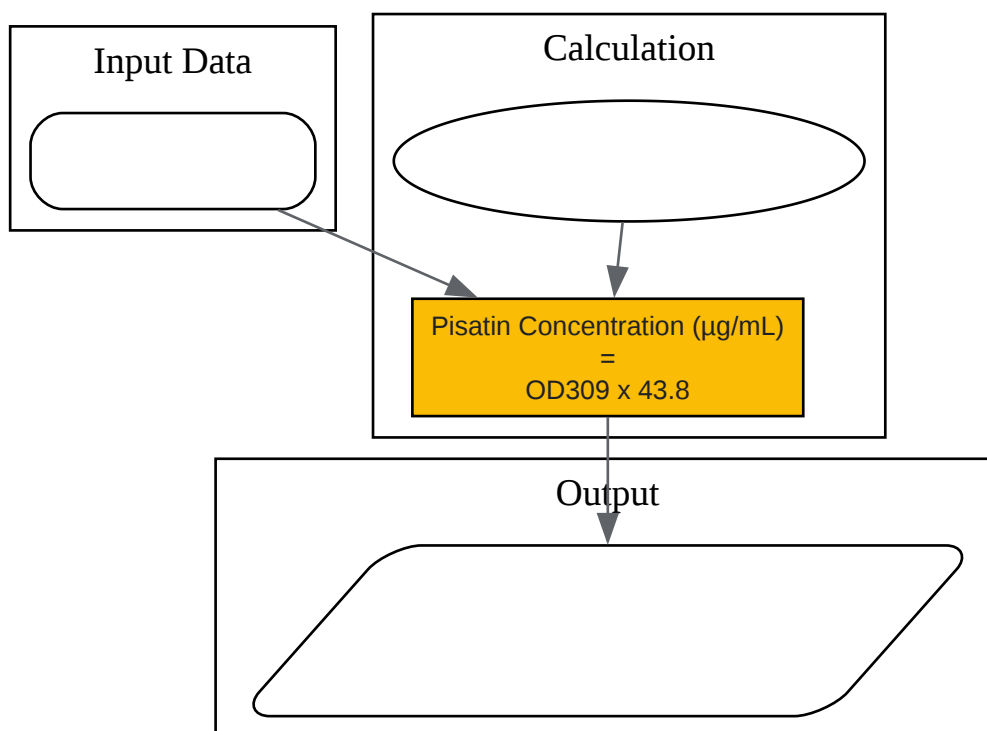 Input Data
Calculation
Pisatin Concentration (µg/mL)
=
OD309 x 43.8
Output